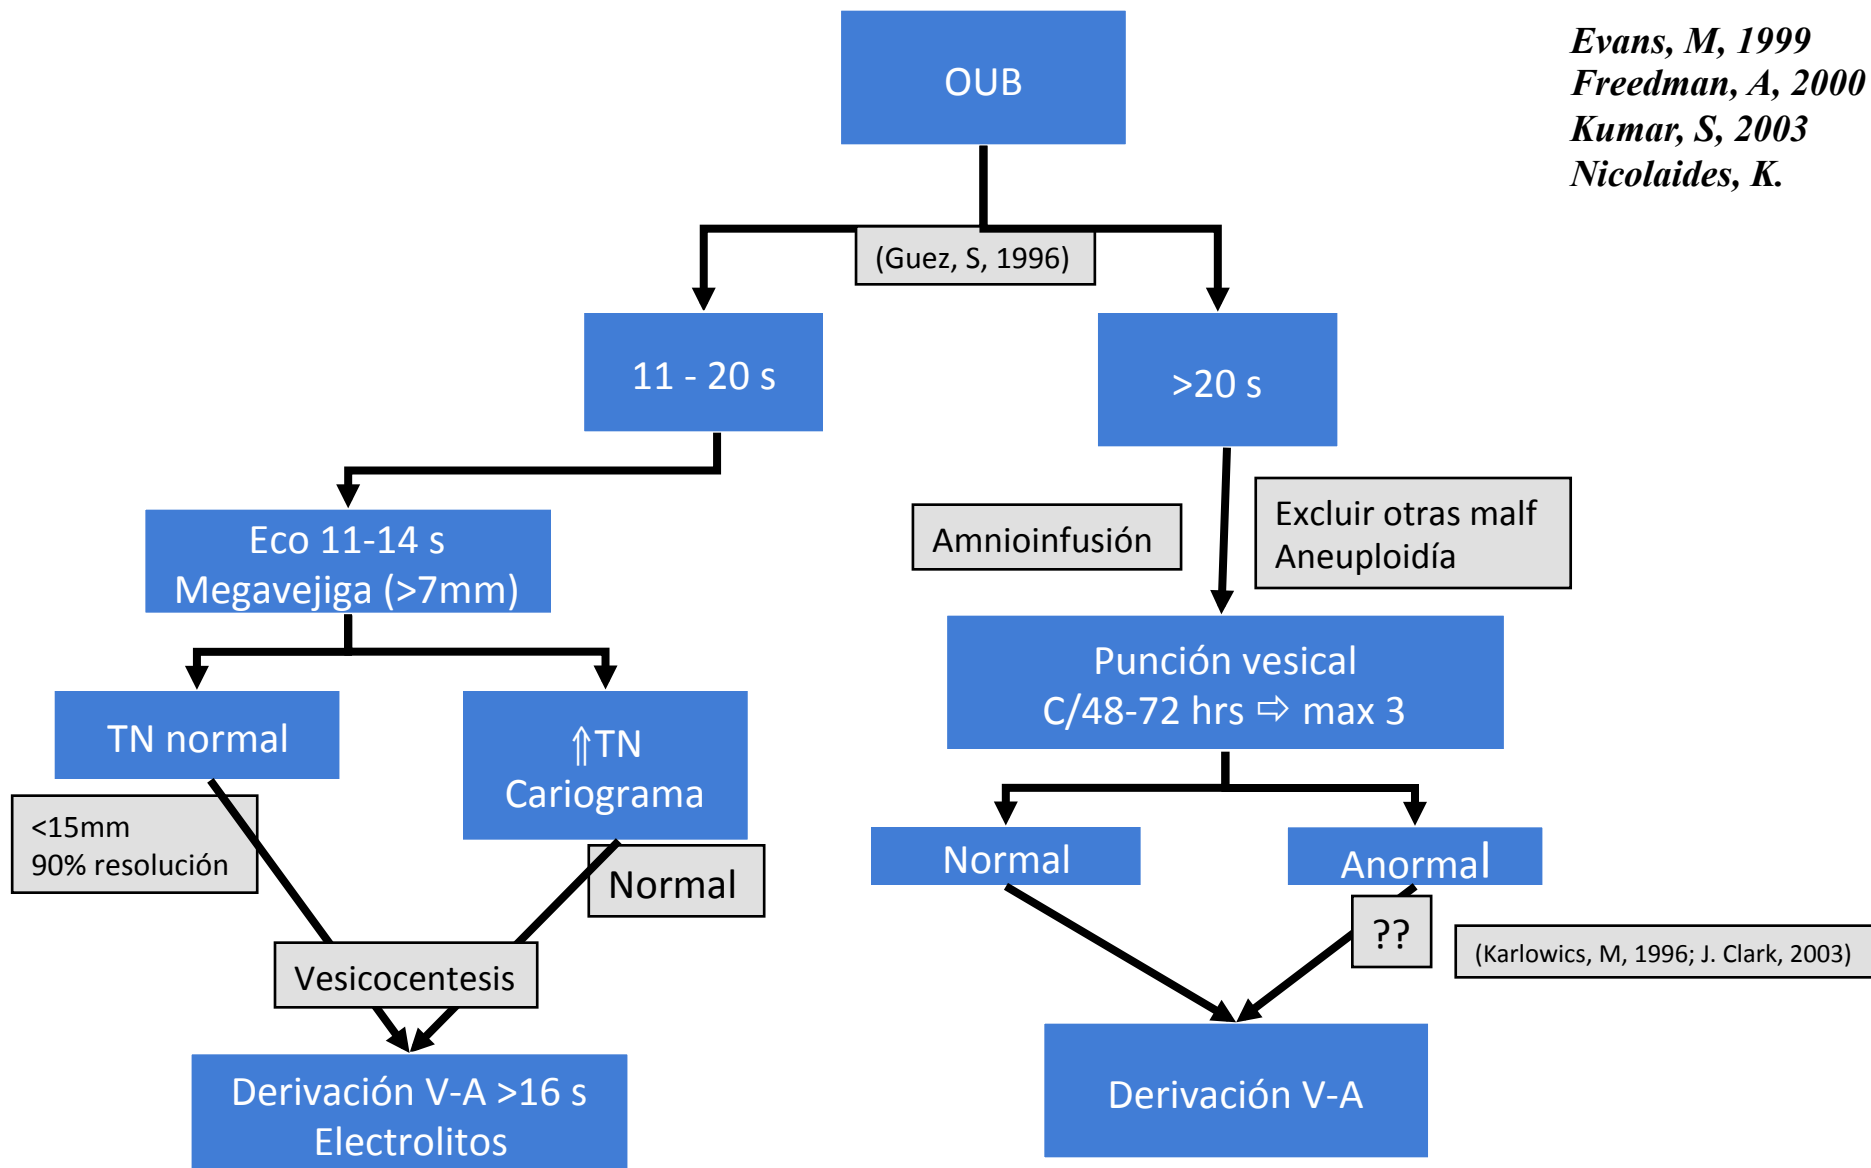 Evans, M, 1999
Freedman, A, 2000
Kumar, S, 2003
Nicolaides, K.
OUB
(Guez, S, 1996)
11 - 20 s
>20 s
Eco 11-14 s
Megavejiga (>7mm)
Amnioinfusión
Excluir otras malf
Aneuploidía
TN normal
⇑TN
Cariograma
Punción vesical
C/48-72 hrs ⇨ max 3
<15mm
90% resolución
Normal
Normal
Anormal
??
(Karlowics, M, 1996; J. Clark, 2003)
Vesicocentesis
Derivación V-A >16 s
Electrolitos
Derivación V-A